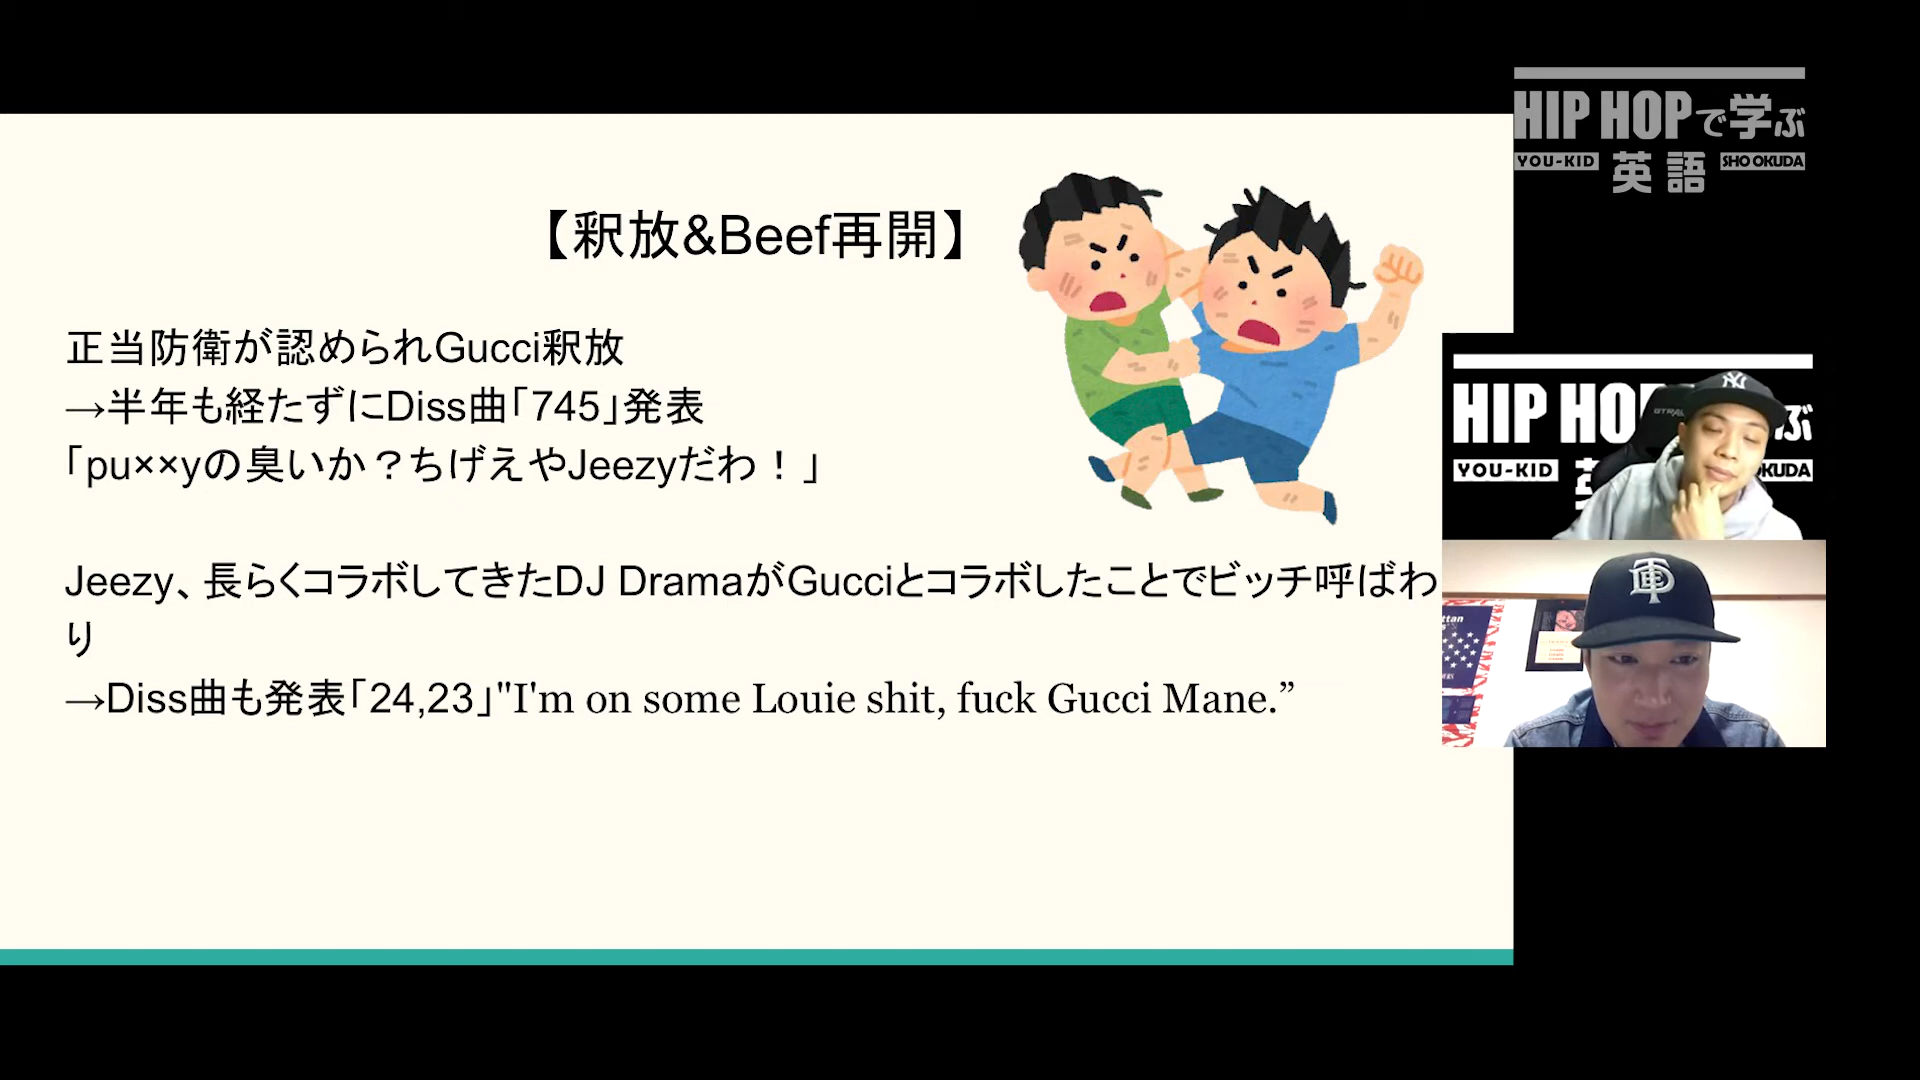 HIP HOPで学ぶ
YOU-KID 英語 SHO OKUDA
【釈放&Beef再開】
正当防衛が認められGucci釈放
→半年も経たずにDiss曲「745」発表
「pu××yの臭いか？ちげえやJeezyだわ！」
Jeezy、長らくコラボしてきたDJ DramaがGucciとコラボしたことでビッチ呼ばわ
り
→Diss曲も発表「24,23」"I'm on some Louie shit, fuck Gucci Mane.”
HIP HO ぶ
YOU-KID 英 OKUDA
NY